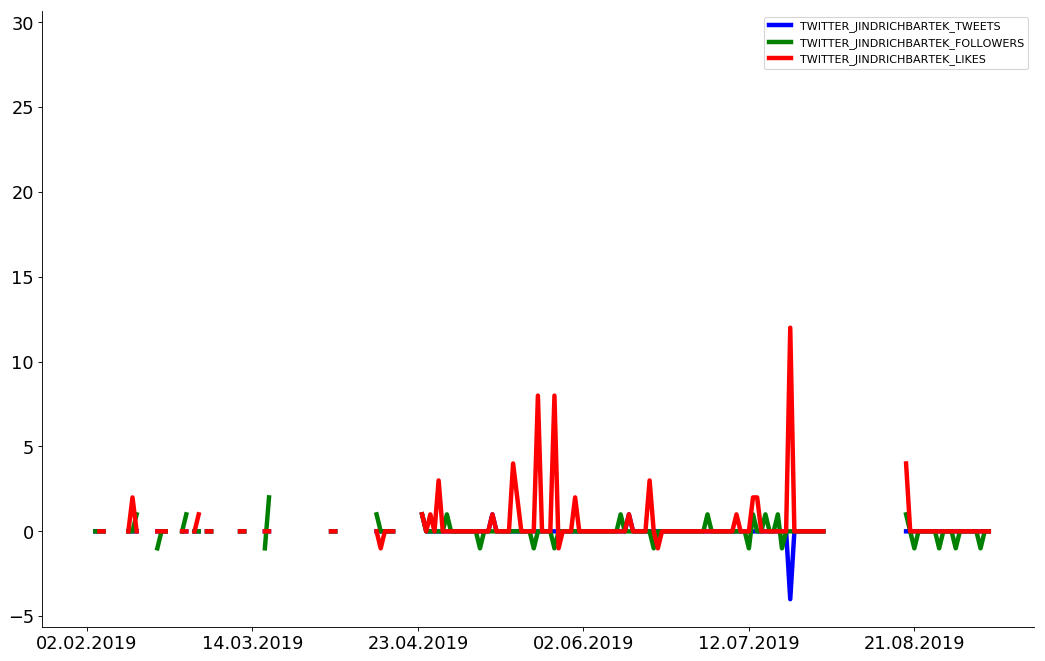 30
25
20
15
10
5
0
−5
02.02.2019 14.03.2019 23.04.2019 02.06.2019 12.07.2019 21.08.2019
TWITTER_JINDRICHBARTEK_TWEETS
TWITTER_JINDRICHBARTEK_FOLLOWERS
TWITTER_JINDRICHBARTEK_LIKES